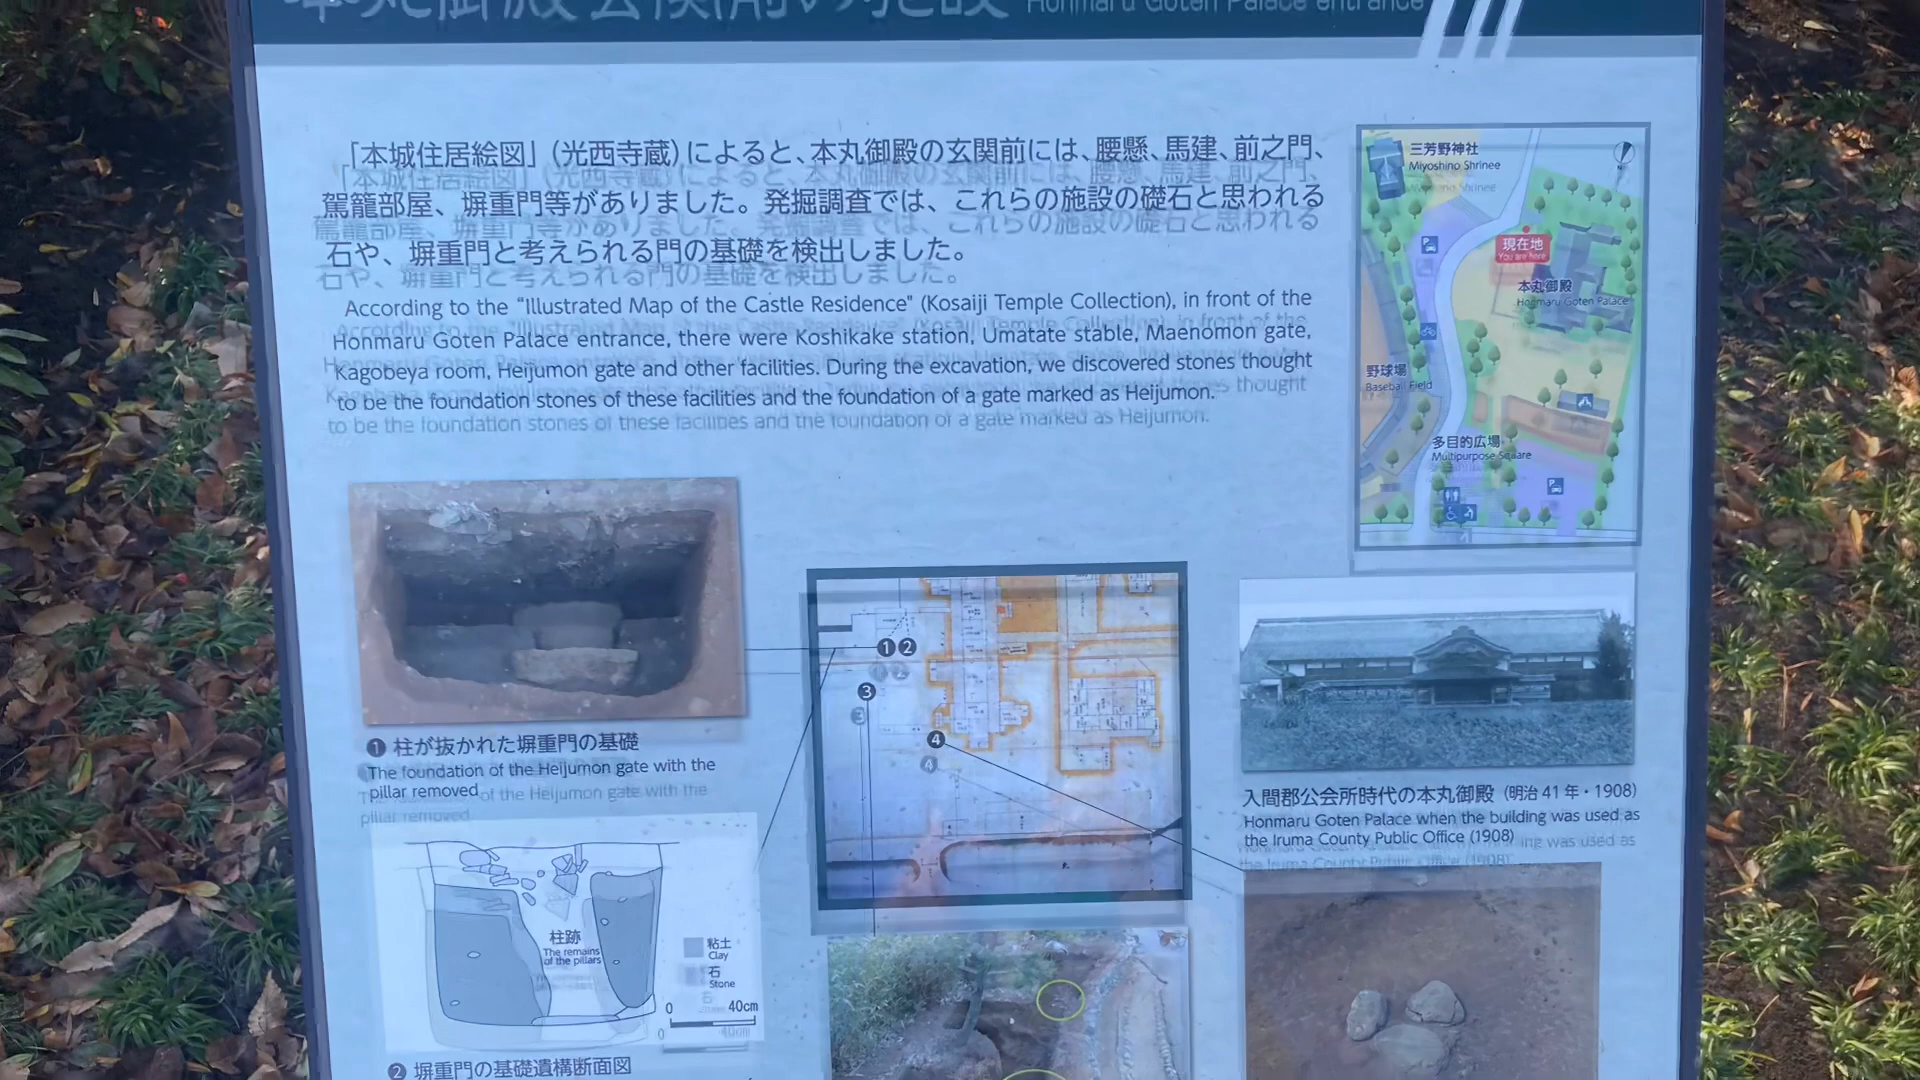 Honmaru Goten Palace entrance
「本城住居絵図」（光西寺蔵）によると、本丸御殿の玄関前には、腰懸、馬建、前之門、
駕籠部屋、塀重門等がありました。発掘調査では、これらの施設の礎石と思われる
石や、塀重門と考えられる門の基礎を検出しました。
According to the “Illustrated Map of the Castle Residence” (Kosaiji Temple Collection), in front of the
Honmaru Goten Palace entrance, there were Koshikake station, Umatate stable, Maenomon gate,
Kagobeya room, Heijumon gate and other facilities. During the excavation, we discovered stones thought
to be the foundation stones of these facilities and the foundation of a gate marked as Heijumon.
三芳野神社
Miyoshino Shrinee
現在地
You are here
本丸御殿
Honmaru Goten Palace
野球場
Baseball Field
多目的広場
Multipurpose Square
❶ ❷
❸
❹
❶ 柱が抜かれた塀重門の基礎
The foundation of the Heijumon gate with the
pillar removed
入間郡公会所時代の本丸御殿（明治 41 年・1908）
Honmaru Goten Palace when the building was used as
the Iruma County Public Office (1908)
柱跡
The remains
of the pillars
粘土
Clay
石
Stone
0 40cm
❷ 塀重門の基礎遺構断面図